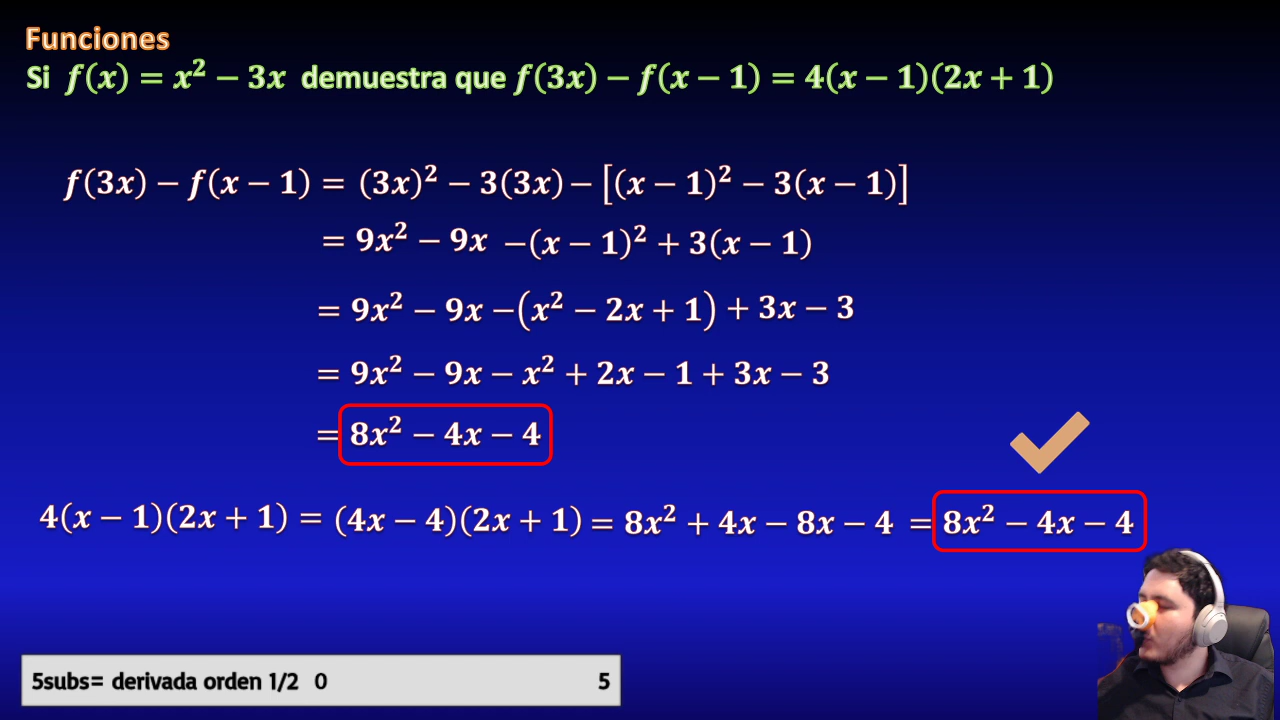 Funciones
Si f(x) = x² − 3x demuestra que f(3x) − f(x − 1) = 4(x − 1)(2x + 1)
f(3x) − f(x − 1) = (3x)² − 3(3x) − [(x − 1)² − 3(x − 1)]
= 9x² − 9x −(x − 1)² + 3(x − 1)
= 9x² − 9x −(x² − 2x + 1) + 3x − 3
= 9x² − 9x − x² + 2x − 1 + 3x − 3
= 8x² − 4x − 4
4(x − 1)(2x + 1) = (4x − 4)(2x + 1) = 8x² + 4x − 8x − 4 = 8x² − 4x − 4
5subs= derivada orden 1/2 0 5